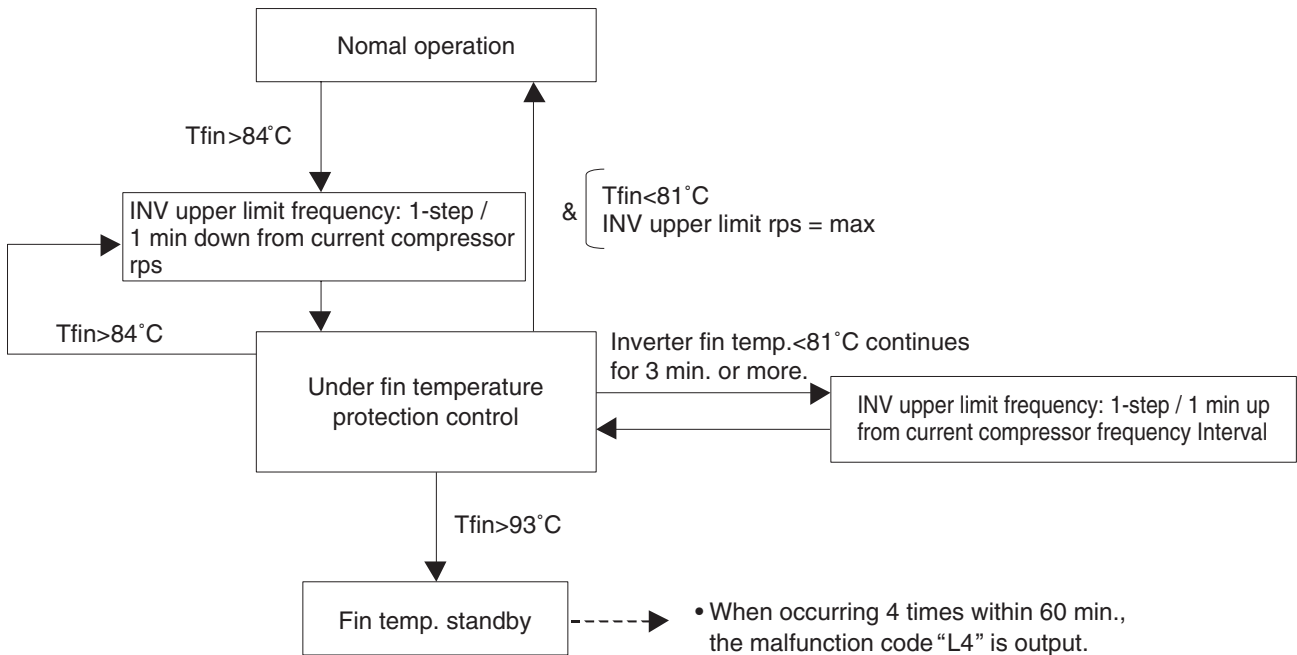 Nomal operation
Tfin>84˚C
INV upper limit frequency: 1-step /
1 min down from current compressor
rps
&
Tfin<81˚C
INV upper limit rps = max
Tfin>84˚C
Under fin temperature
protection control
Inverter fin temp.<81˚C continues
for 3 min. or more.
INV upper limit frequency: 1-step / 1 min up
from current compressor frequency Interval
Tfin>93˚C
Fin temp. standby
• When occurring 4 times within 60 min.,
the malfunction code “L4” is output.